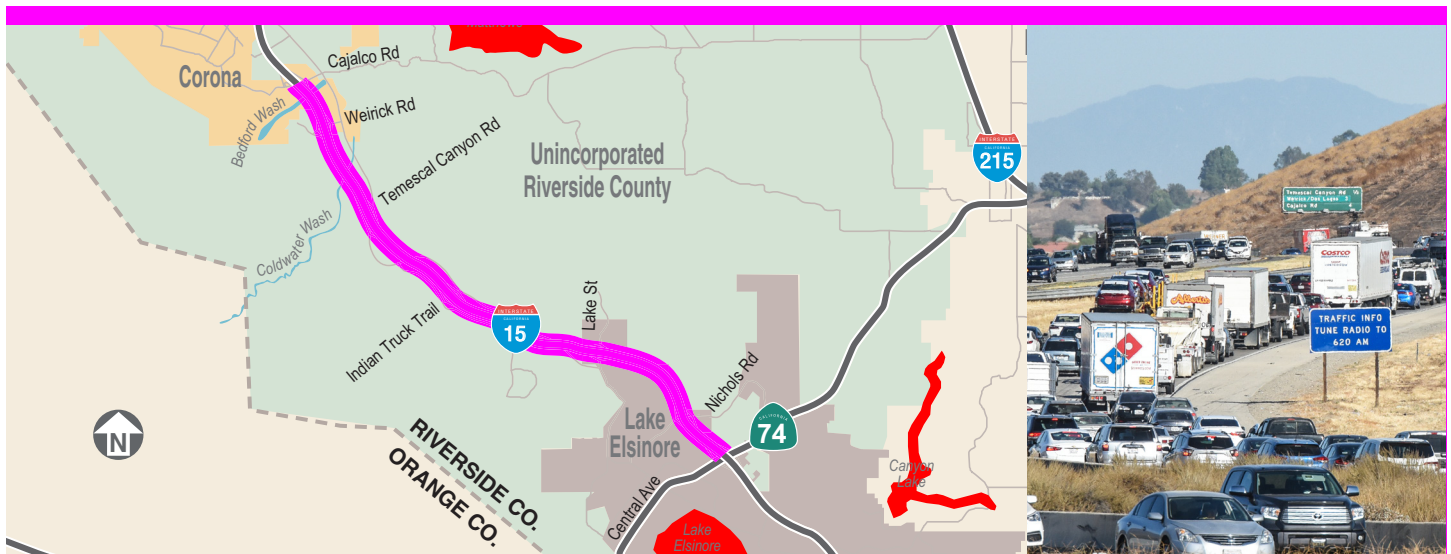 Cajalco Rd
Corona
Weirick Rd
Bedford Wash
Temescal Canyon Rd
Unincorporated
Riverside County
INTERSTATE
CALIFORNIA
215
Coldwater Wash
Lake St
INTERSTATE
CALIFORNIA
15
Indian Truck Trail
Nichols Rd
Lake
Elsinore
CALIFORNIA
74
N
RIVERSIDE CO.
ORANGE CO.
Canyon
Lake
Central Ave
Lake
Elsinore
Temescal Canyon Rd
Weirick/Dos Lagos 3
Cajalco Rd
COSTCO
TRAFFIC INFO
TUNE RADIO TO
620 AM